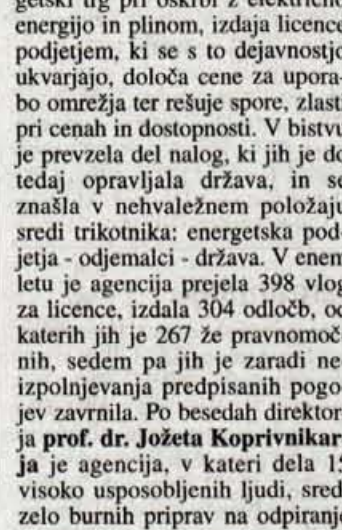 getski trg pri oskrbi z električno
energijo in plinom, izdaja licence
podjetjem, ki se s to dejavnostjo
ukvarjajo, določa cene za upora-
bo omrežja ter rešuje spore, zlasti
pri cenah in dostopnosti. V bistvu
je prevzela del nalog, ki jih je do
tedaj opravljala država, in se
znašla v nehvaležnem položaju
sredi trikotnika: energetska pod-
jetja - odjemalci - država. V enem
letu je agencija prejela 398 vlog
za licence, izdala 304 odločb, od
katerih jih je 267 že pravnomoč-
nih, sedem pa jih je zaradi ne-
izpolnjevanja predpisanih pogo-
jev zavrnila. Po besedah direktor-
ja prof. dr. Jožeta Koprivnikar-
ja je agencija, v kateri dela 15
visoko usposobljenih ljudi, sredi
zelo burnih priprav na odpiranje